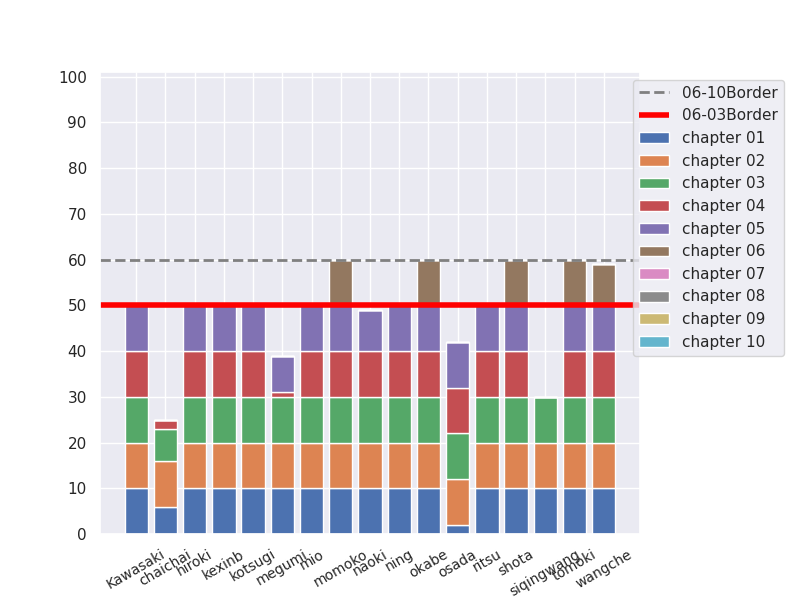 100
90
80
70
60
50
40
30
20
10
0
06-10Border
06-03Border
chapter 01
chapter 02
chapter 03
chapter 04
chapter 05
chapter 06
chapter 07
chapter 08
chapter 09
chapter 10
Kawasaki
chaichai
hiroki
kexinb
kotsugi
megumi
mio
momoko
naoki
ning
okabe
osada
ritsu
shota
siqingwang
tomoki
wangche